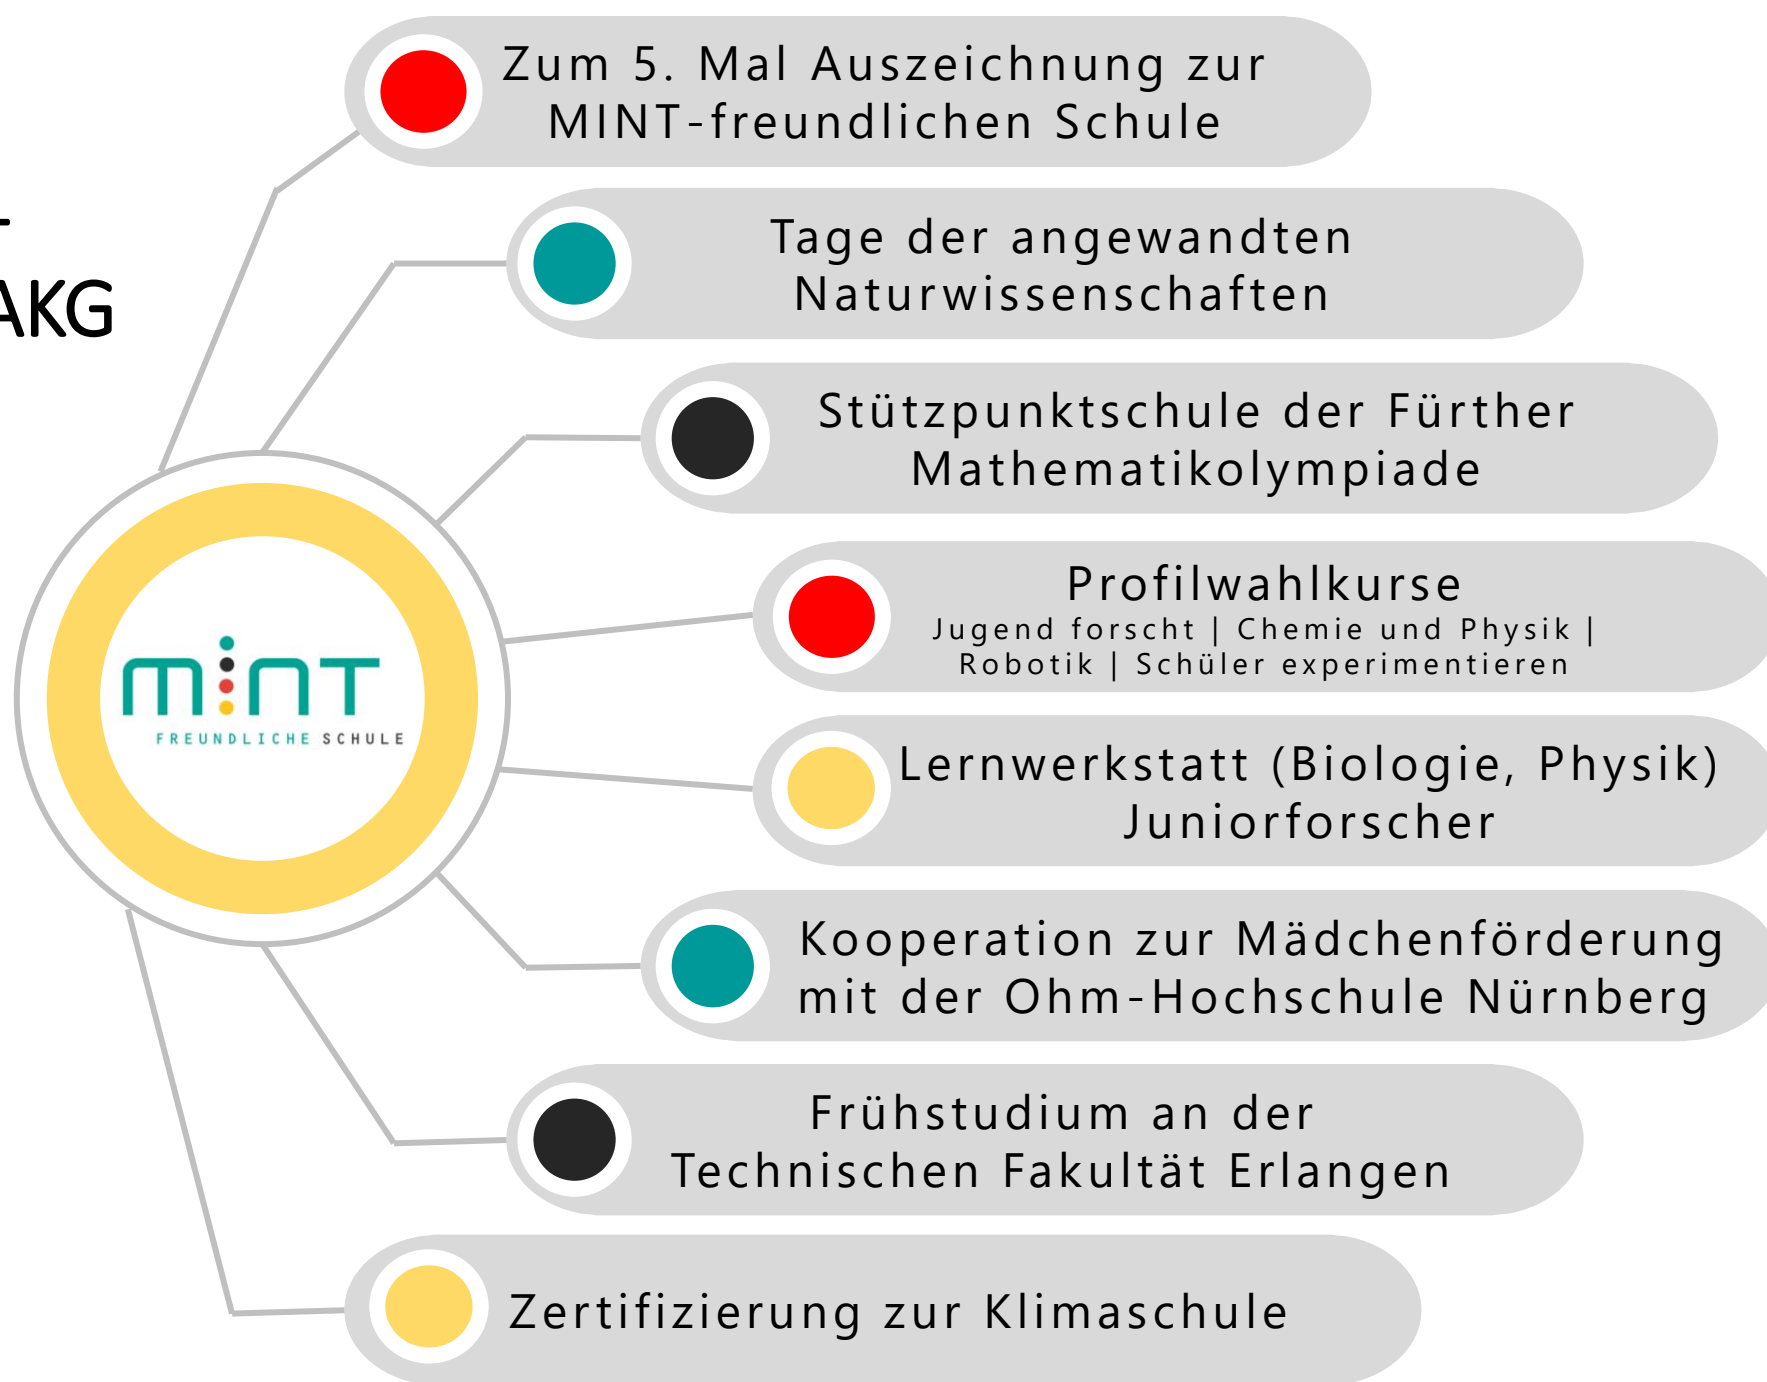 Zum 5. Mal Auszeichnung zur
MINT-freundlichen Schule
AKG
Tage der angewandten
Naturwissenschaften
Stützpunktschule der Fürther
Mathematikolympiade
Profilwahlkurse
Jugend forscht | Chemie und Physik |
Robotik | Schüler experimentieren
mINT
FREUNDLICHE SCHULE
Lernwerkstatt (Biologie, Physik)
Juniorforscher
Kooperation zur Mädchenförderung
mit der Ohm-Hochschule Nürnberg
Frühstudium an der
Technischen Fakultät Erlangen
Zertifizierung zur Klimaschule